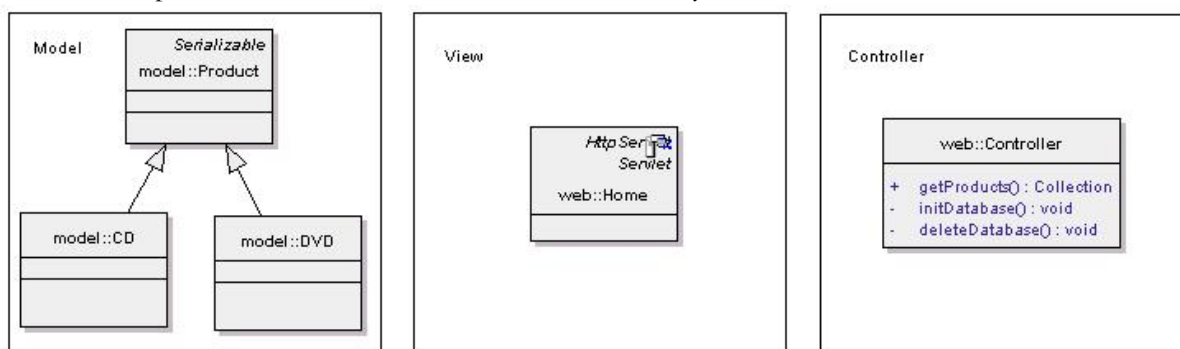 Model
Serializable
model::Product
model::CD
model::DVD
View
Servlet
web::Home
Controller
web::Controller
+ getProducts() : Collection
- initDatabase() : void
- deleteDatabase() : void